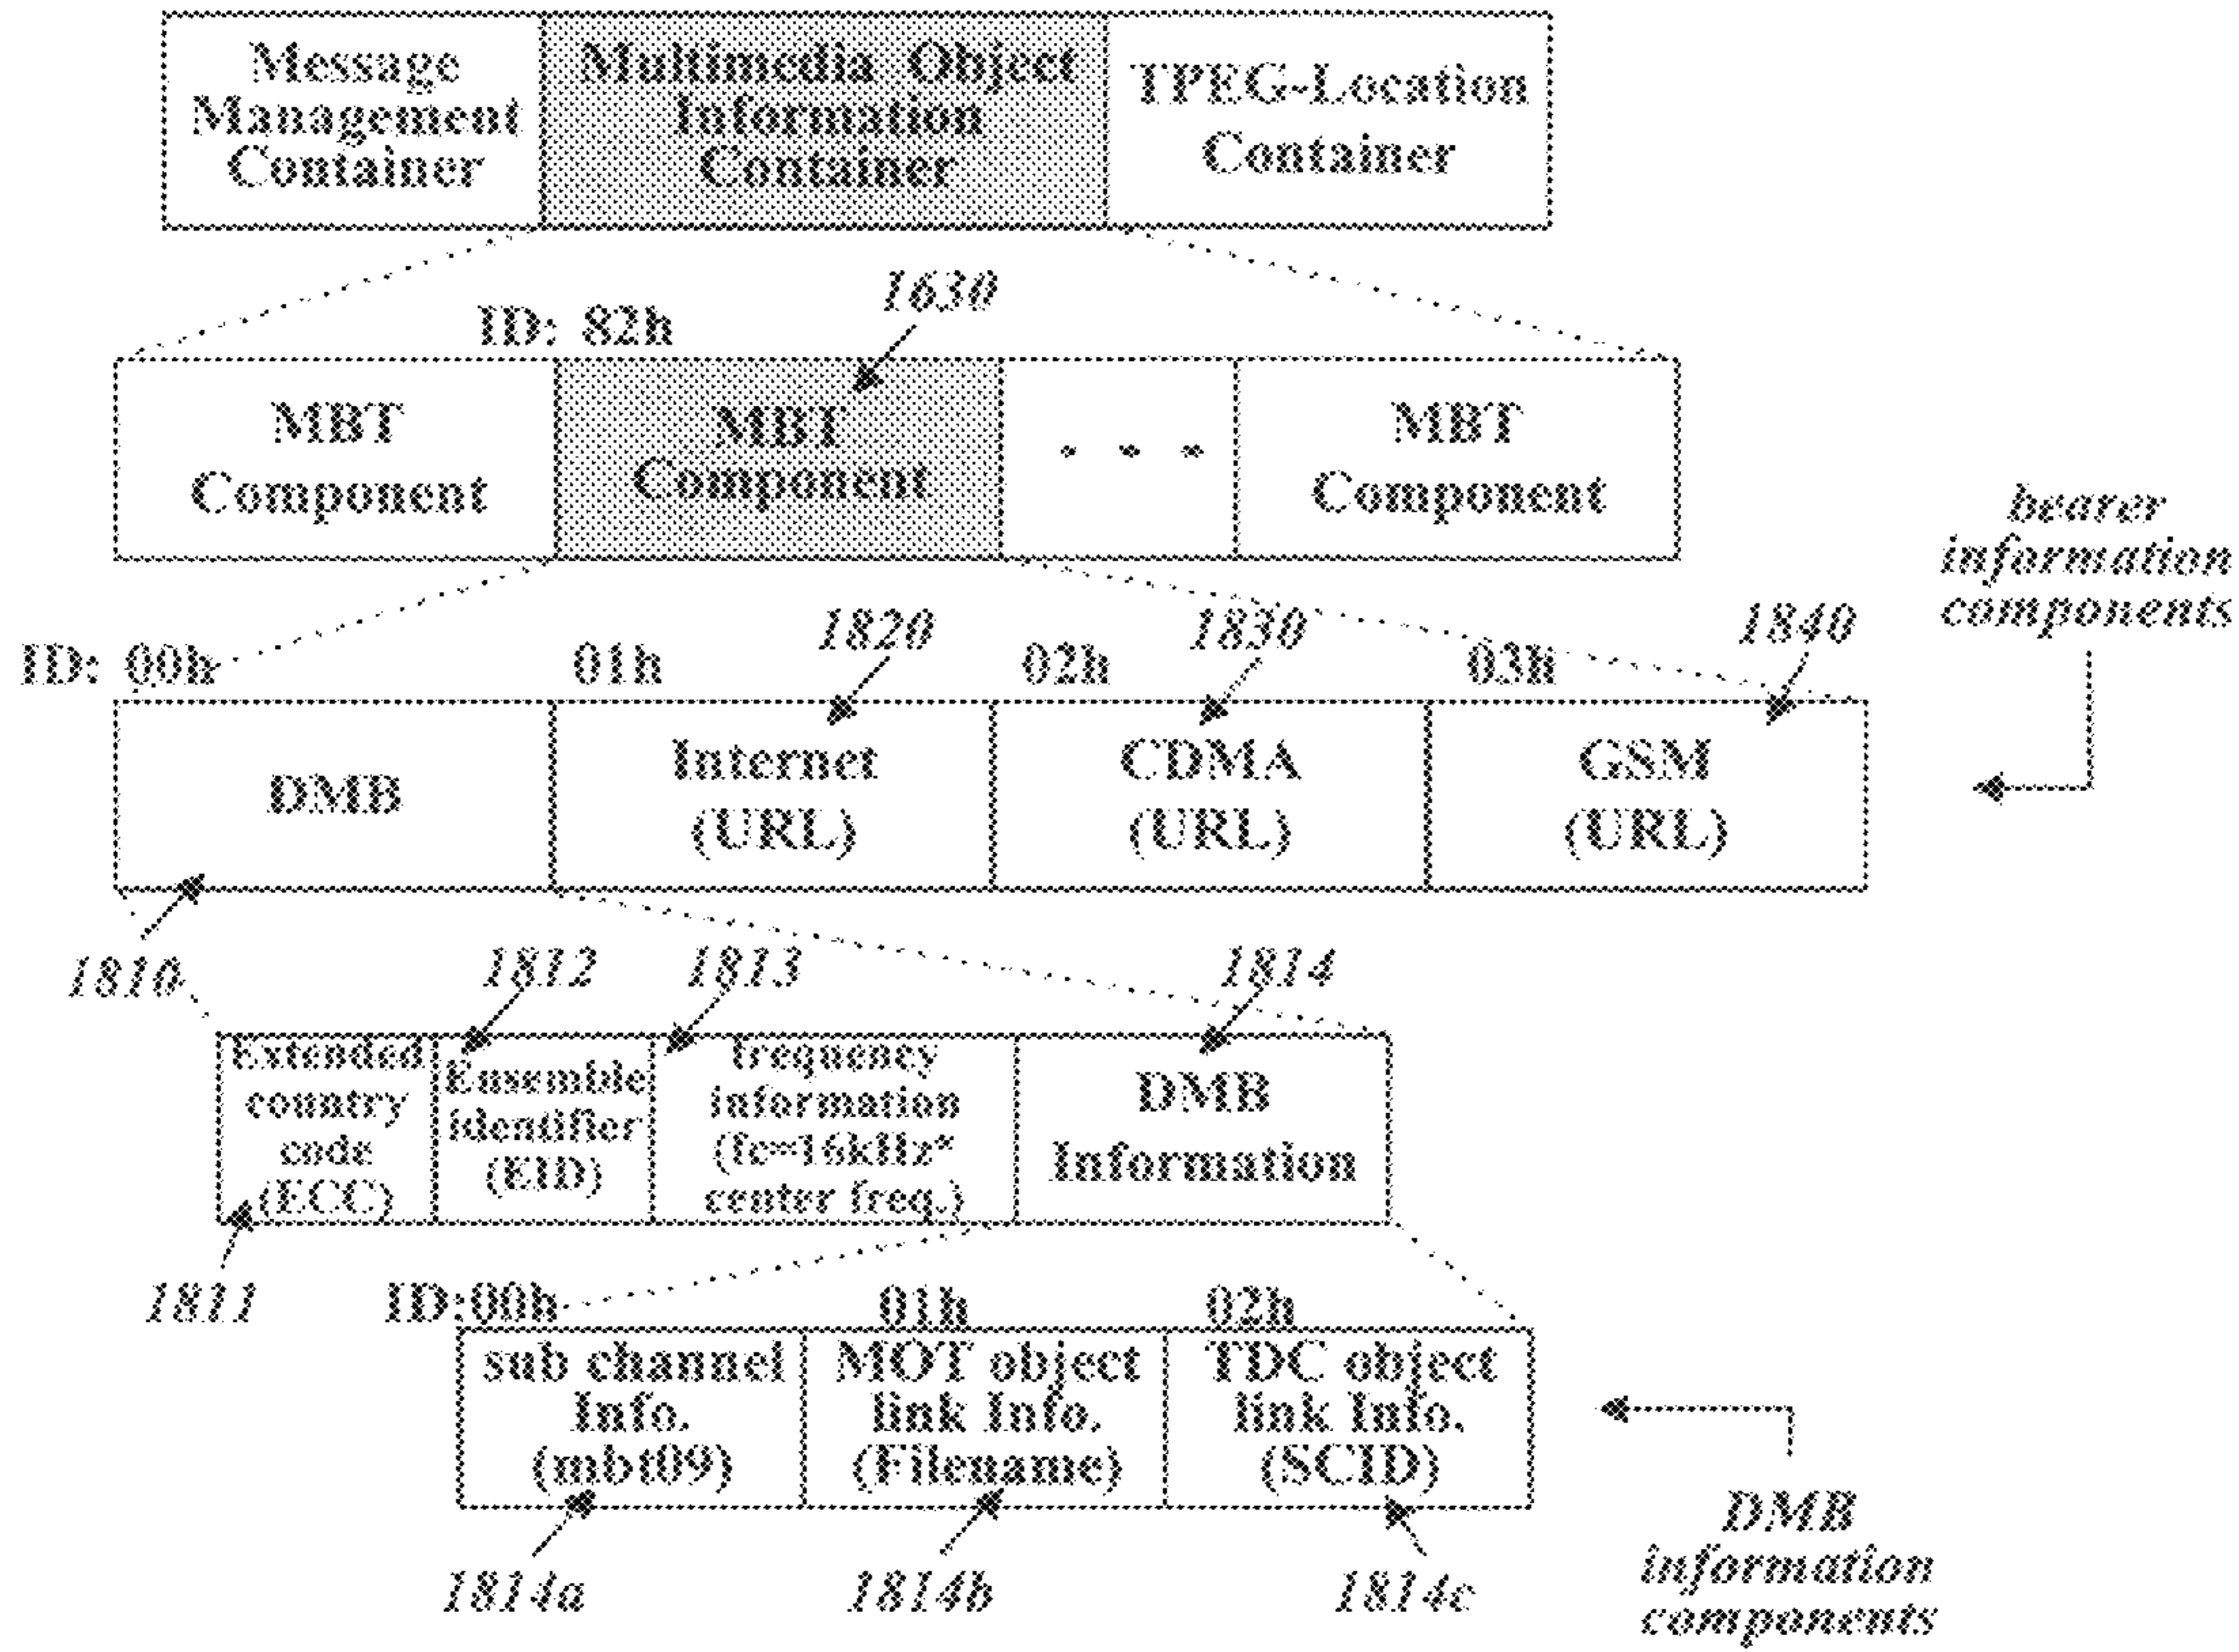 Message
Management
Container
Multimedia Object
Information
Container
TPEG-Location
Container
1630
ID: 82h
MBT
Component
MBT
Component
• • •
MBT
Component
bearer
information
components
1820
1830
1840
ID: 00h
01h
02h
03h
DMB
Internet
(URL)
CDMA
(URL)
GSM
(URL)
1810
1812
1813
1814
Extended
country
code
(ECC)
Ensemble
identifier
(EID)
frequency
information
(fc=16kHz*
center freq.)
DMB
Information
1811
ID:00h
01h
02h
sub channel
Info.
(mbt09)
MOT object
link Info.
(Filename)
TDC object
link Info.
(SCID)
1814a
1814b
1814c
DMB
information
components